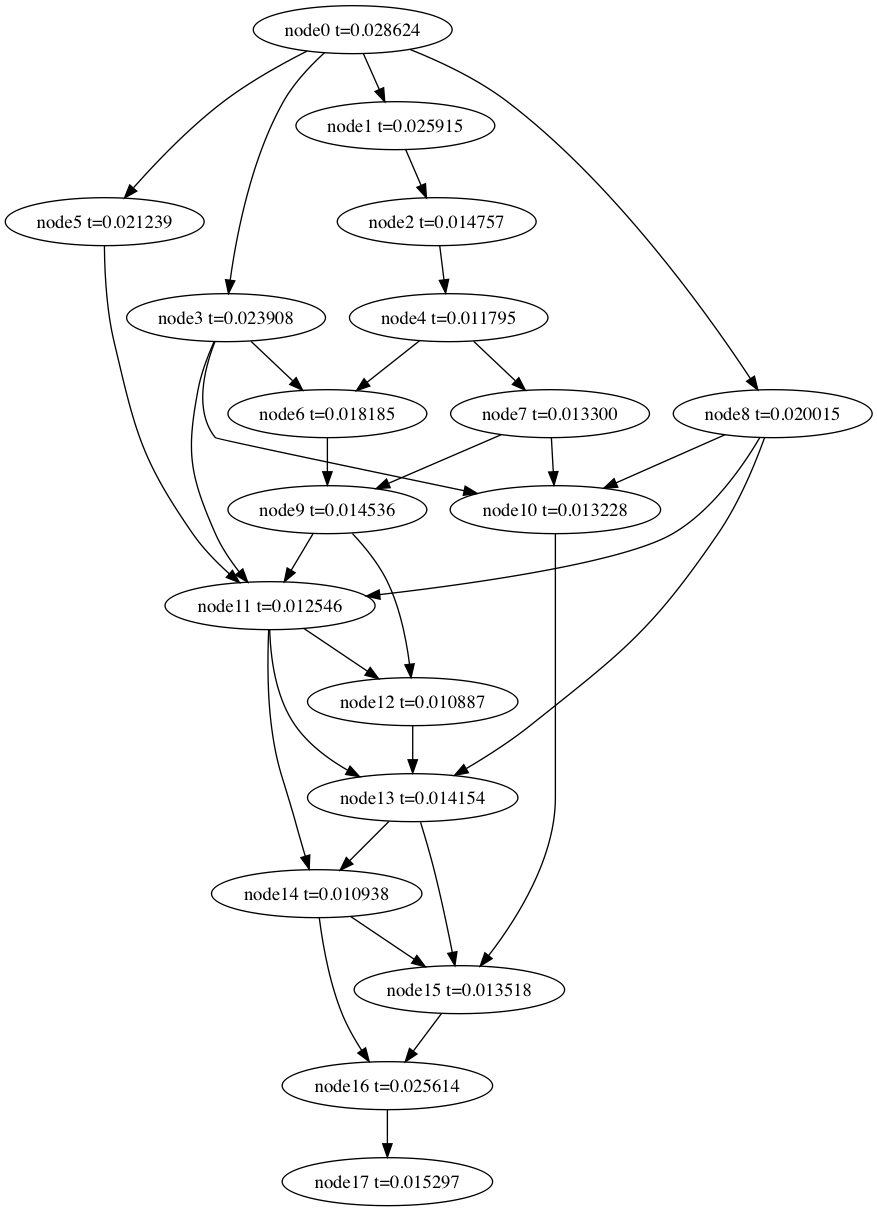 node0 t=0.028624
node1 t=0.025915
node5 t=0.021239
node2 t=0.014757
node3 t=0.023908
node4 t=0.011795
node6 t=0.018185
node7 t=0.013300
node8 t=0.020015
node9 t=0.014536
node10 t=0.013228
node11 t=0.012546
node12 t=0.010887
node13 t=0.014154
node14 t=0.010938
node15 t=0.013518
node16 t=0.025614
node17 t=0.015297